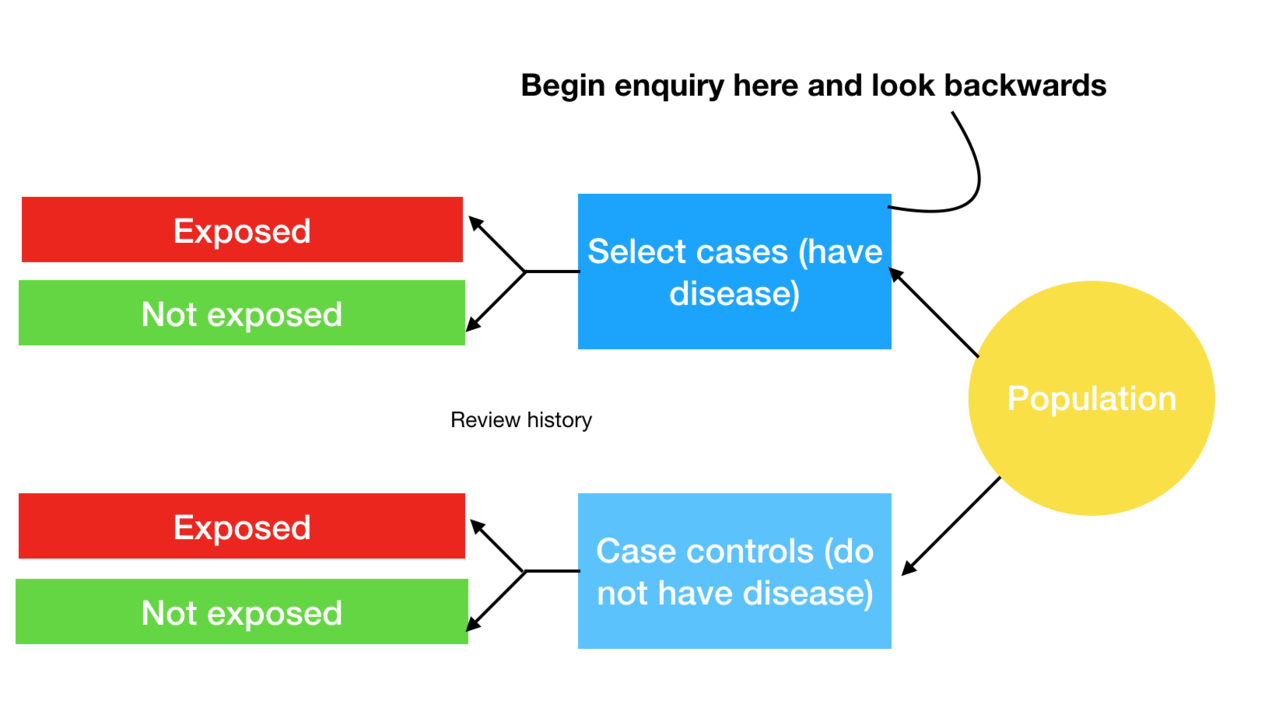 Begin enquiry here and look backwards
Exposed
Not exposed
Select cases (have
disease)
Population
Review history
Exposed
Not exposed
Case controls (do
not have disease)